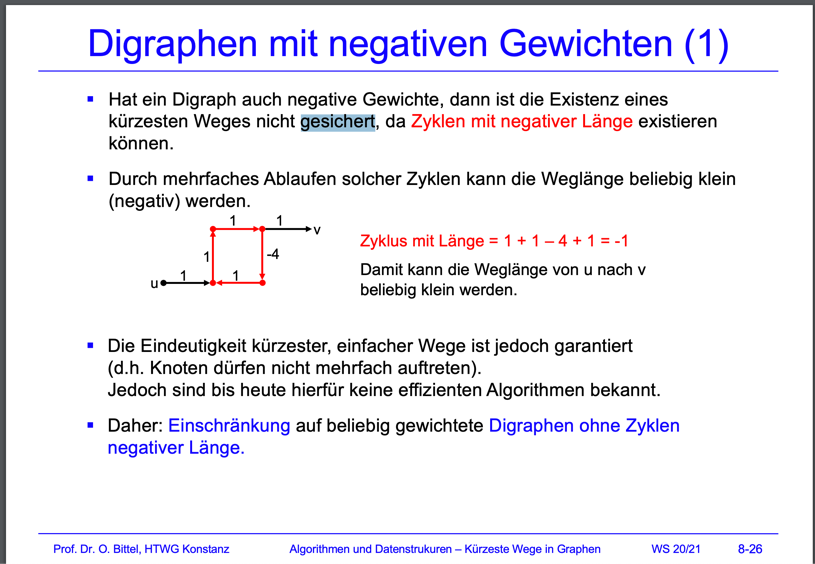 Digraphen mit negativen Gewichten (1)
▪ Hat ein Digraph auch negative Gewichte, dann ist die Existenz eines
kürzesten Weges nicht gesichert, da Zyklen mit negativer Länge existieren
können.
▪ Durch mehrfaches Ablaufen solcher Zyklen kann die Weglänge beliebig klein
(negativ) werden.
1 1
v
1 -4
u 1 1
Zyklus mit Länge = 1 + 1 – 4 + 1 = -1
Damit kann die Weglänge von u nach v
beliebig klein werden.
▪ Die Eindeutigkeit kürzester, einfacher Wege ist jedoch garantiert
(d.h. Knoten dürfen nicht mehrfach auftreten).
Jedoch sind bis heute hierfür keine effizienten Algorithmen bekannt.
▪ Daher: Einschränkung auf beliebig gewichtete Digraphen ohne Zyklen
negativer Länge.
Prof. Dr. O. Bittel, HTWG Konstanz Algorithmen und Datenstrukuren – Kürzeste Wege in Graphen WS 20/21 8-26